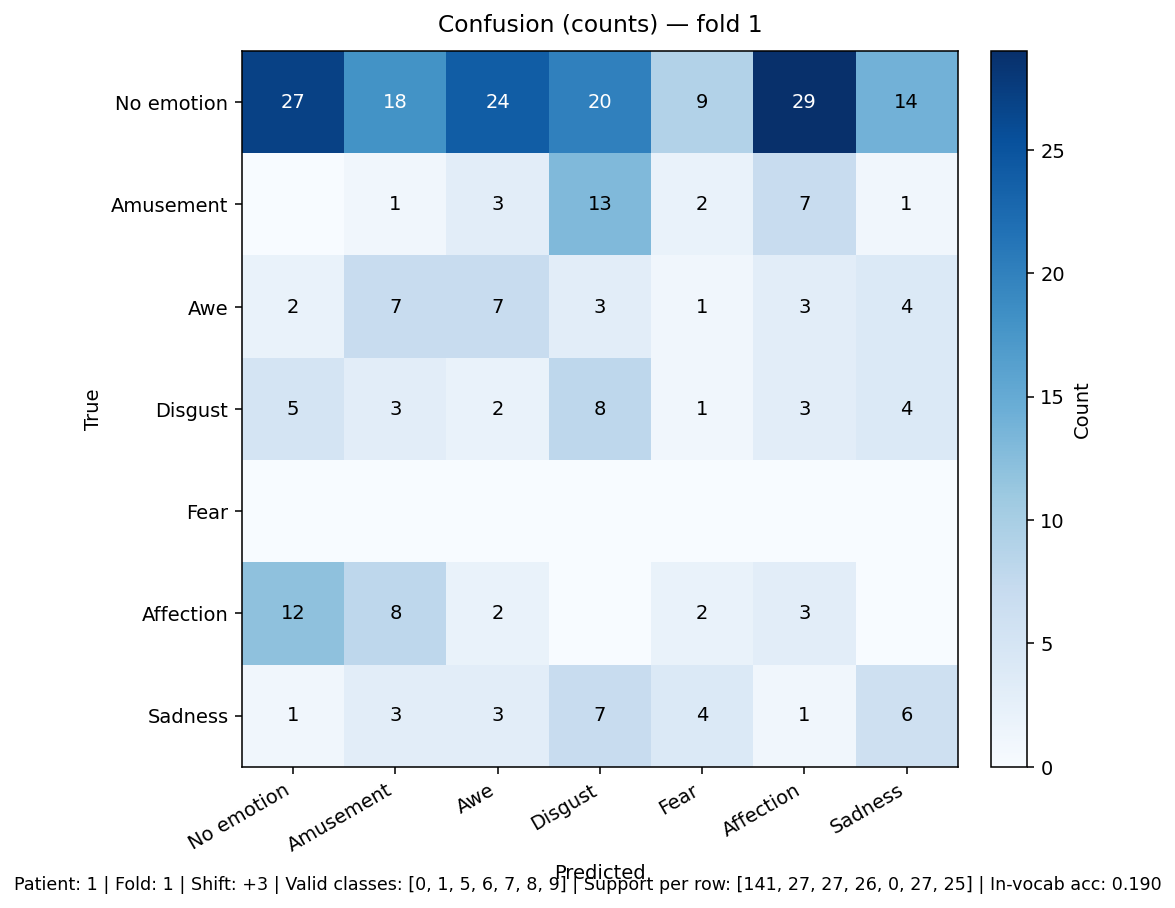 Confusion (counts) — fold 1
No emotion 27 18 24 20 9 29 14
Amusement 1 3 13 2 7 1
Awe 2 7 7 3 1 3 4
Disgust 5 3 2 8 1 3 4
Fear
Affection 12 8 2 2 3
Sadness 1 3 3 7 4 1 6
True
No emotion Amusement Awe Disgust Fear Affection Sadness
Predicted
25
20
15
10
5
0
Count
Patient: 1 | Fold: 1 | Shift: +3 | Valid classes: [0, 1, 5, 6, 7, 8, 9] | Support per row: [141, 27, 27, 26, 0, 27, 25] | In-vocab acc: 0.190